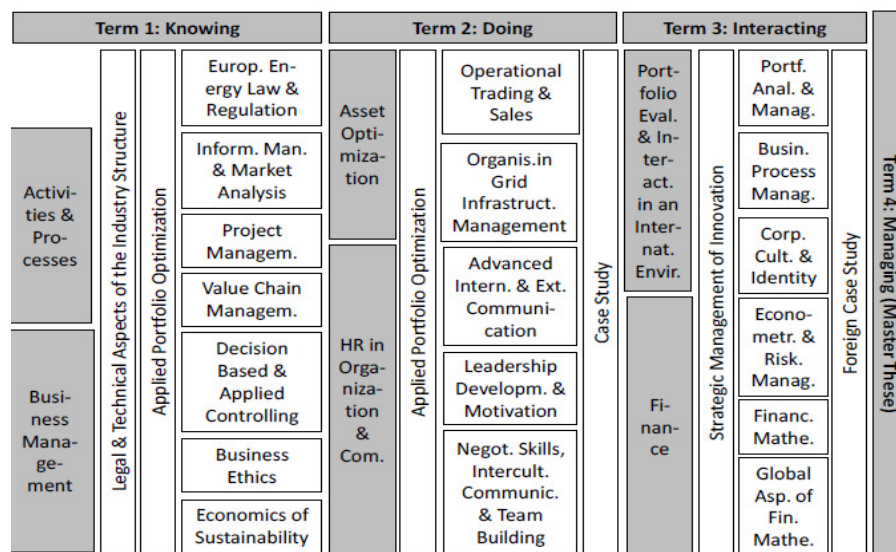 Term 1: Knowing
Activi-
ties &
Pro-
cesses
Busi-
ness
Mana-
ge-
ment
Legal & Technical Aspects of the Industry Structure
Applied Portfolio Optimization
Europ. En-
ergy Law &
Regulation
Inform. Man.
& Market
Analysis
Project
Managem.
Value Chain
Managem.
Decision
Based &
Applied
Controlling
Business
Ethics
Economics of
Sustainability
Term 2: Doing
Asset
Opti-
miza-
tion
HR in
Orga-
nization
&
Com.
Applied Portfolio Optimization
Operational
Trading &
Sales
Organis.in
Grid
Infrastruct.
Management
Advanced
Intern. & Ext.
Communi-
cation
Leadership
Developm. &
Motivation
Negot. Skills,
Intercult.
Communic.
& Team
Building
Case Study
Term 3: Interacting
Port-
folio
Eval.
& In-
ter-
act.
in an
Inter-
nat.
Envir.
Fi-
nan-
ce
Strategic Management of Innovation
Portf.
Anal. &
Manag.
Busin.
Process
Manag.
Corp.
Cult. &
Identity
Econo-
metr. &
Risk.
Manag.
Financ.
Mathe.
Global
Asp. of
Fin.
Mathe.
Foreign Case Study
Term 4: Managing (Master These)